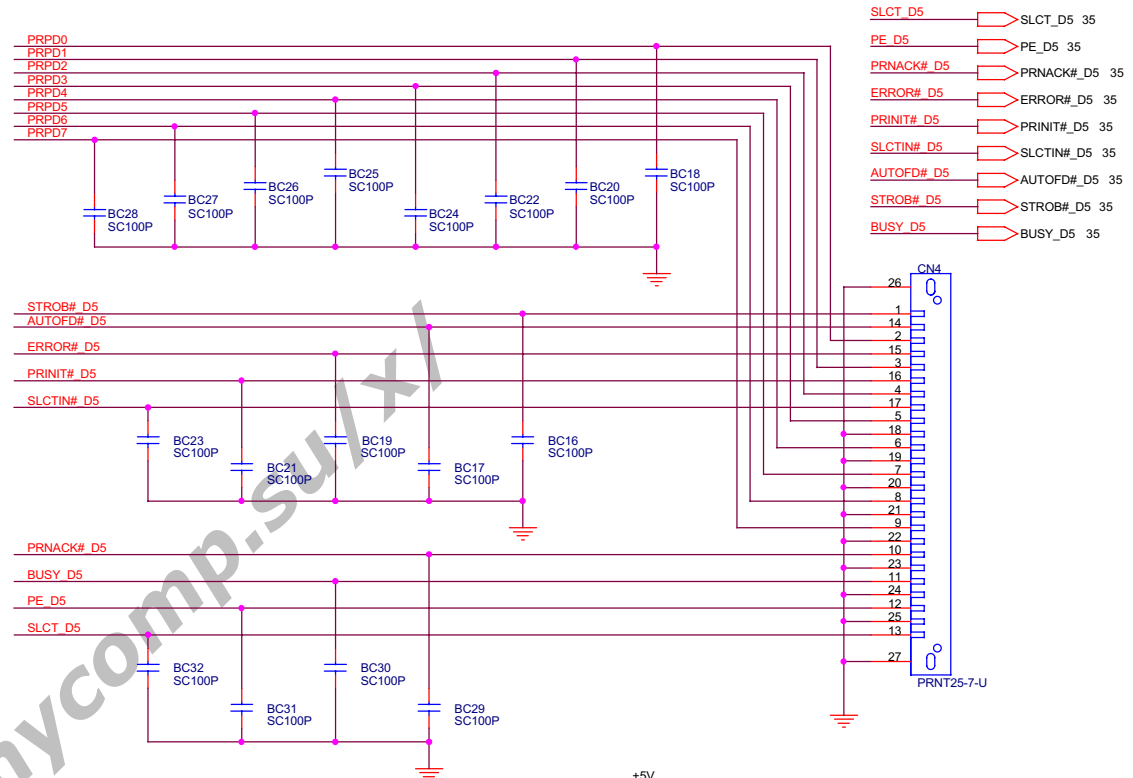 SLCT_D5 SLCT_D5 35
PRPD0 PE_D5 PE_D5 35
PRPD1
PRPD2 PRNACK#_D5 PRNACK#_D5 35
PRPD3
PRPD4 ERROR#_D5 ERROR#_D5 35
PRPD5
PRPD6 PRINIT#_D5 PRINIT#_D5 35
PRPD7
SLCTIN#_D5 SLCTIN#_D5 35
AUTOFD#_D5 AUTOFD#_D5 35
STROB#_D5 STROB#_D5 35
BUSY_D5 BUSY_D5 35
BC28
SC100P
BC27
SC100P
BC26
SC100P
BC25
SC100P
BC24
SC100P
BC22
SC100P
BC20
SC100P
BC18
SC100P
STROB#_D5
AUTOFD#_D5
ERROR#_D5
PRINIT#_D5
SLCTIN#_D5
BC23
SC100P
BC21
SC100P
BC19
SC100P
BC17
SC100P
BC16
SC100P
PRNACK#_D5
BUSY_D5
PE_D5
SLCT_D5
BC32
SC100P
BC31
SC100P
BC30
SC100P
BC29
SC100P
CN4
26
1
14
2
15
3
16
4
17
5
18
6
19
7
20
8
21
9
22
10
23
11
24
12
25
13
27
PRNT25-7-U
+5V
mycomp.su/x/